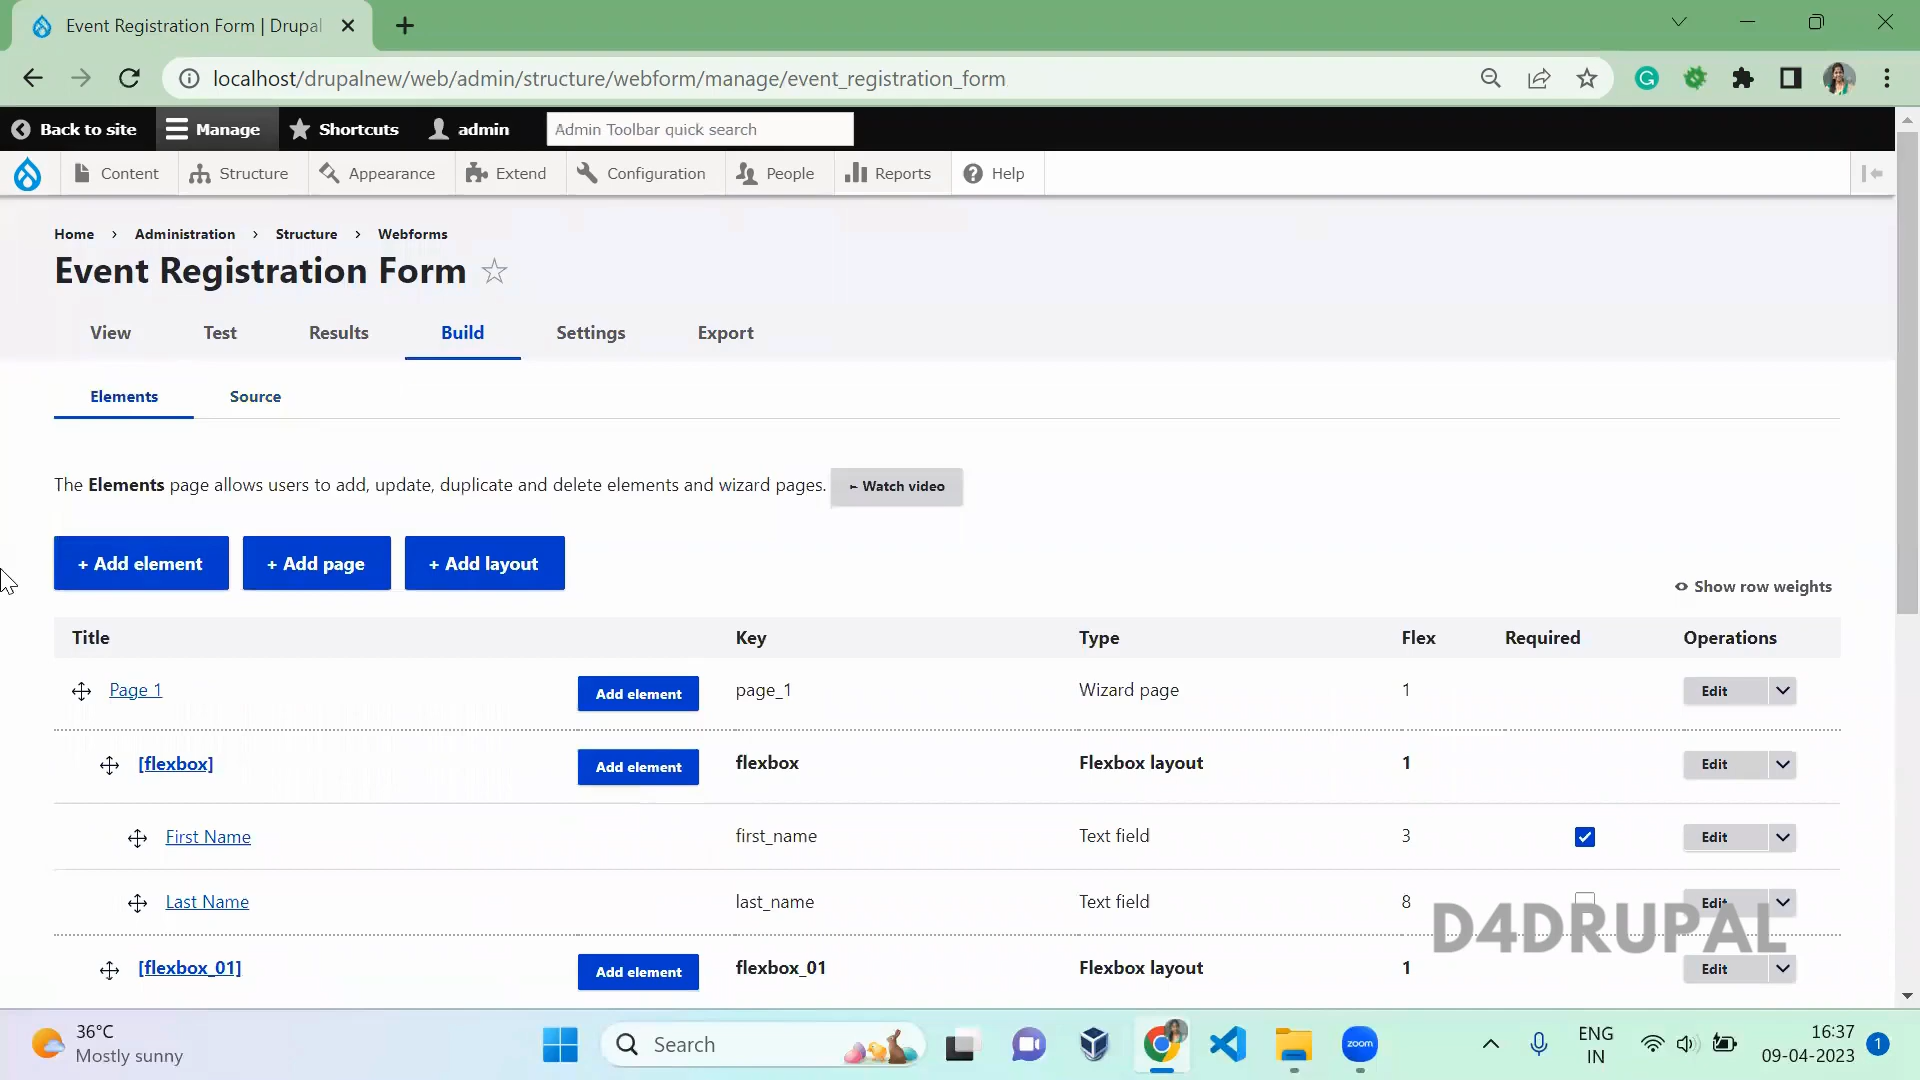 Event Registration Form | Drupal
localhost/drupalnew/web/admin/structure/webform/manage/event_registration_form
Back to site Manage Shortcuts admin Admin Toolbar quick search
Content Structure Appearance Extend Configuration People Reports Help
Home › Administration › Structure › Webforms
Event Registration Form
View Test Results Build Settings Export
Elements Source
The Elements page allows users to add, update, duplicate and delete elements and wizard pages. Watch video
+ Add element + Add page + Add layout
Show row weights
Title Key Type Flex Required Operations
Page 1 Add element page_1 Wizard page 1 Edit
[flexbox] Add element flexbox Flexbox layout 1 Edit
First Name first_name Text field 3 Edit
Last Name last_name Text field 8 Edit
D4DRUPAL
[flexbox_01] Add element flexbox_01 Flexbox layout 1 Edit
36°C
Mostly sunny
Search
zoom
ENG
IN
16:37
09-04-2023
1